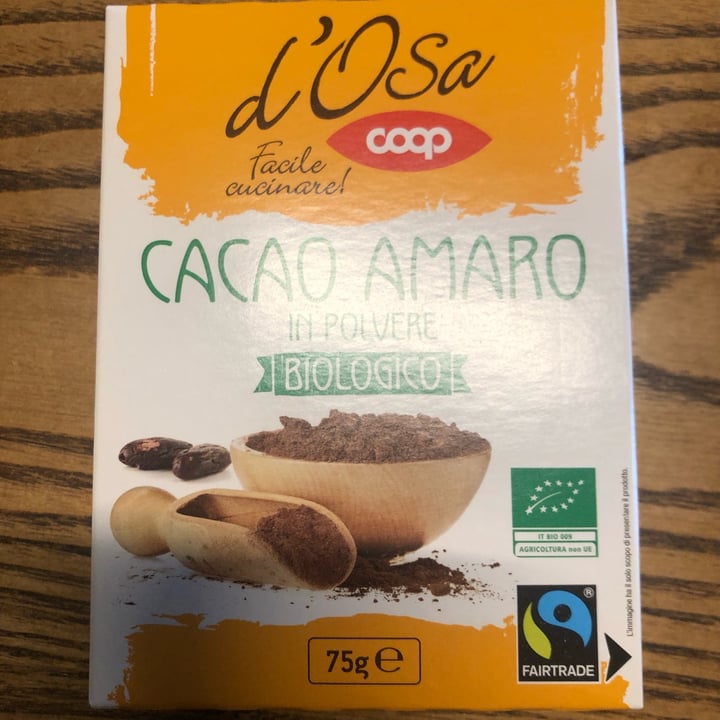 d'Osa
coop
Facile
cucinare!
CACAO AMARO
IN POLVERE
BIOLOGICO
IT BIO 009
AGRICOLTURA non UE
L'immagine ha il solo scopo di presentare il prodotto.
®
FAIRTRADE
75g ℮